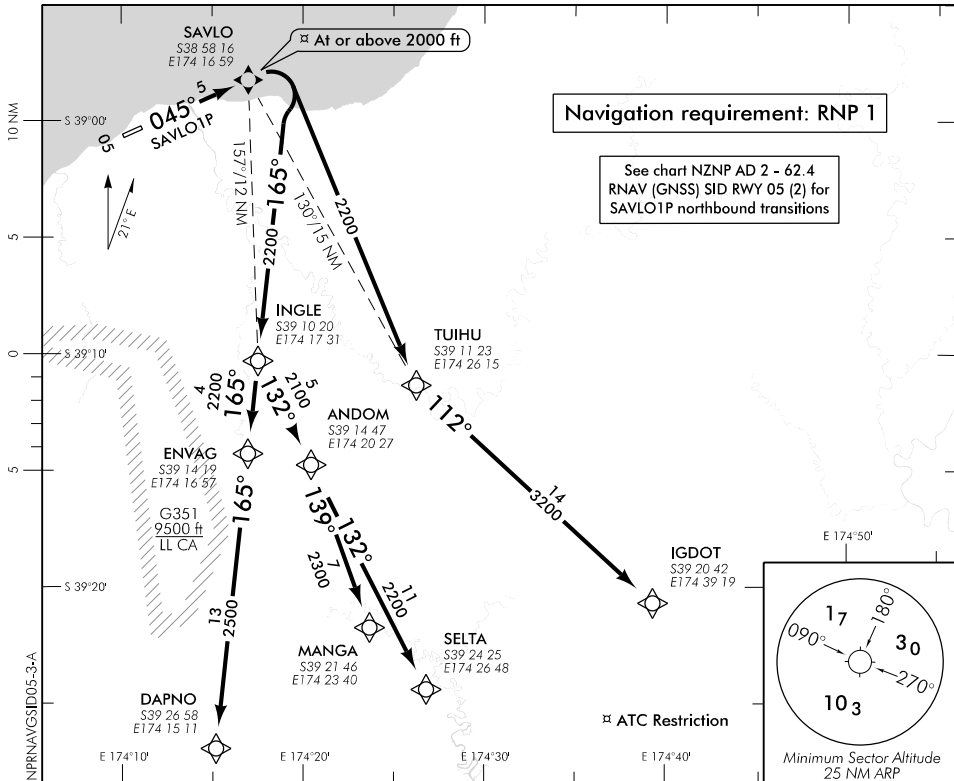 SAVLO
S38 58 16
E174 16 59
¤ At or above 2000 ft
10 NM
S 39°00'
05
045°
5
SAVLO1P
Navigation requirement: RNP 1
See chart NZNP AD 2 - 62.4
RNAV (GNSS) SID RWY 05 (2) for
SAVLO1P northbound transitions
21° E
157°/12 NM
165°
2200
130°/15 NM
2200
5
INGLE
S39 10 20
E174 17 31
TUIHU
S39 11 23
E174 26 15
0
S 39°10'
4
2200
165°
5
2100
132°
ANDOM
S39 14 47
E174 20 27
112°
ENVAG
S39 14 19
E174 16 57
5
165°
G351
9500 ft
LL CA
139°
132°
14
3200
7
2300
11
2200
IGDOT
S39 20 42
E174 39 19
E 174°50'
S 39°20'
13
2500
MANGA
S39 21 46
E174 23 40
SELTA
S39 24 25
E174 26 48
DAPNO
S39 26 58
E174 15 11
17
180°
090°
30
270°
103
¤ ATC Restriction
Minimum Sector Altitude
25 NM ARP
E 174°10'
E 174°20'
E 174°30'
E 174°40'
NPRNAVGSID05-3-A